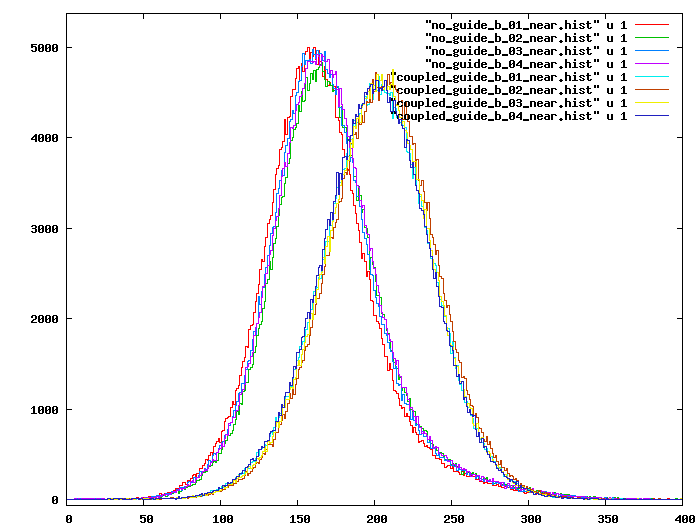 "no_guide_b_01_near.hist" u 1
"no_guide_b_02_near.hist" u 1
"no_guide_b_03_near.hist" u 1
"no_guide_b_04_near.hist" u 1
"coupled_guide_b_01_near.hist" u 1
"coupled_guide_b_02_near.hist" u 1
"coupled_guide_b_03_near.hist" u 1
"coupled_guide_b_04_near.hist" u 1
5000
4000
3000
2000
1000
0
0 50 100 150 200 250 300 350 400